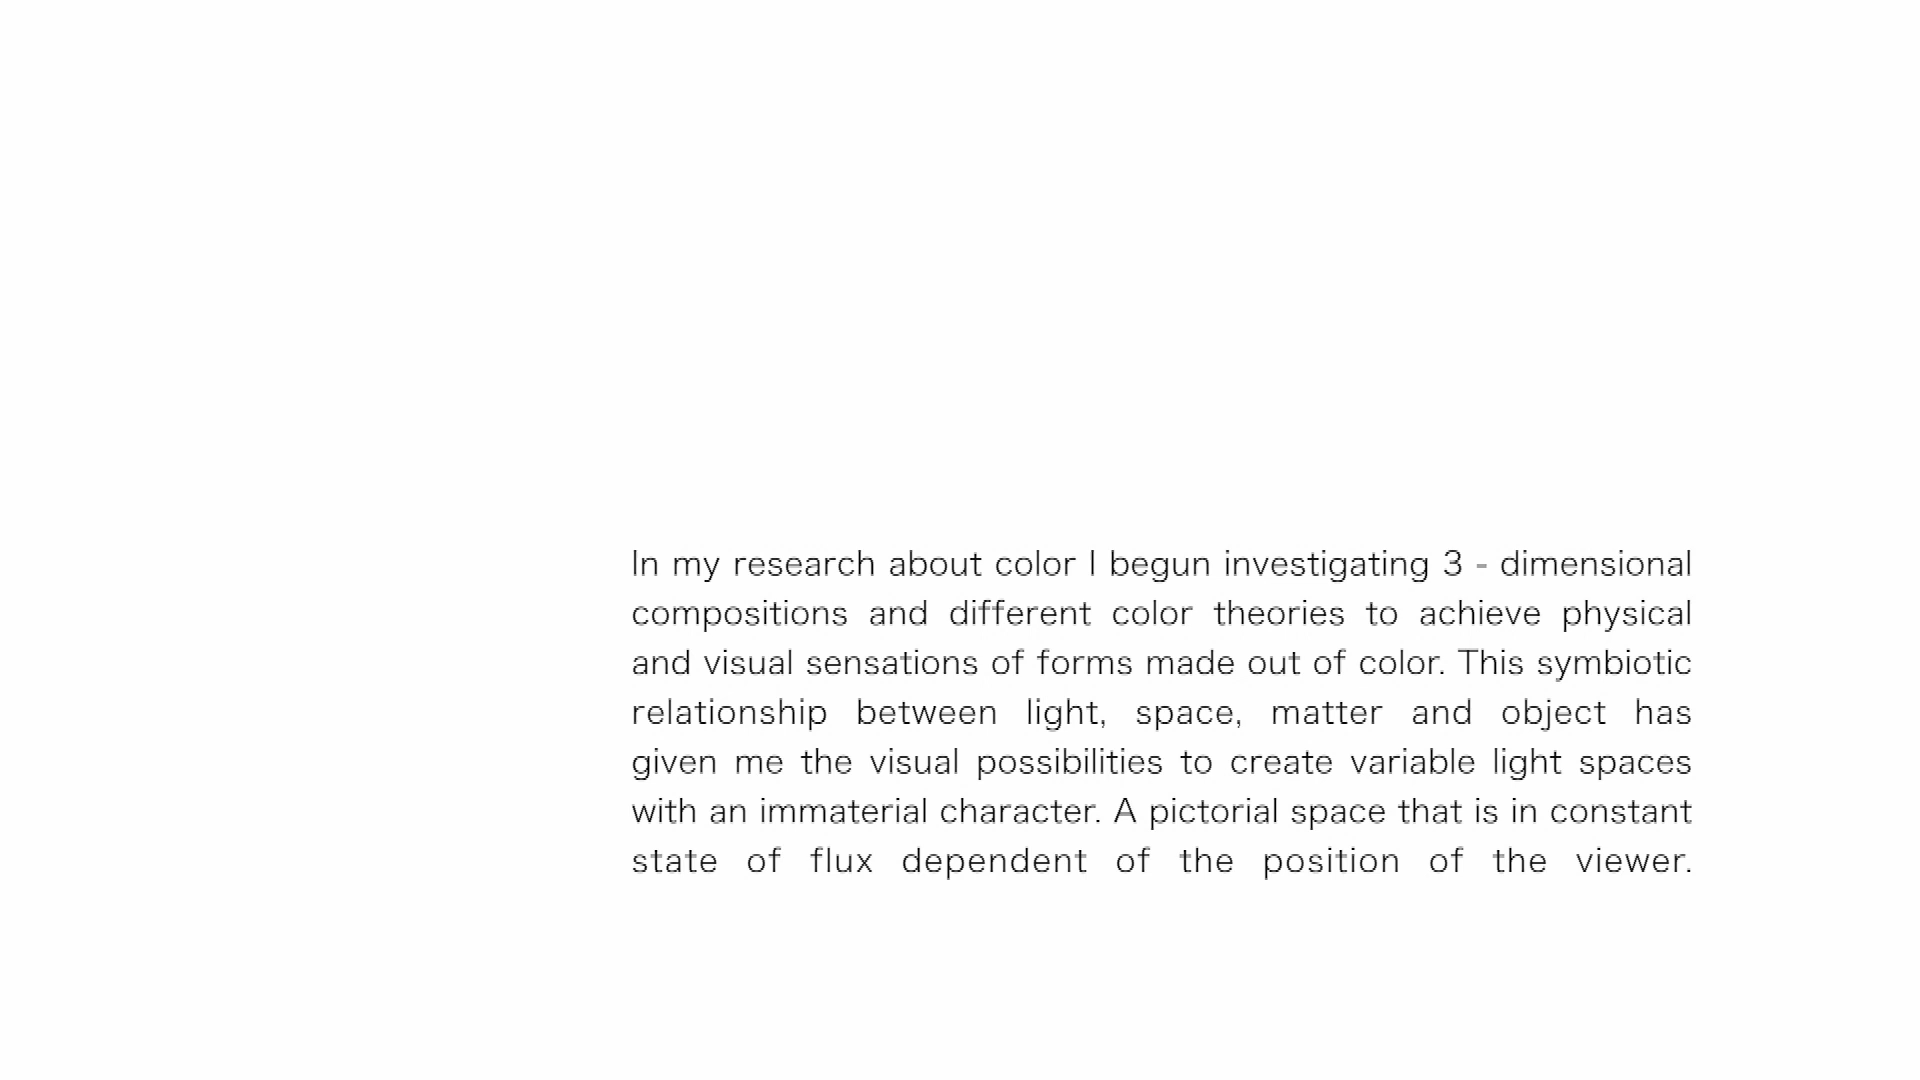 In my research about color I begun investigating 3 - dimensional
compositions and different color theories to achieve physical
and visual sensations of forms made out of color. This symbiotic
relationship between light, space, matter and object has
given me the visual possibilities to create variable light spaces
with an immaterial character. A pictorial space that is in constant
state of flux dependent of the position of the viewer.